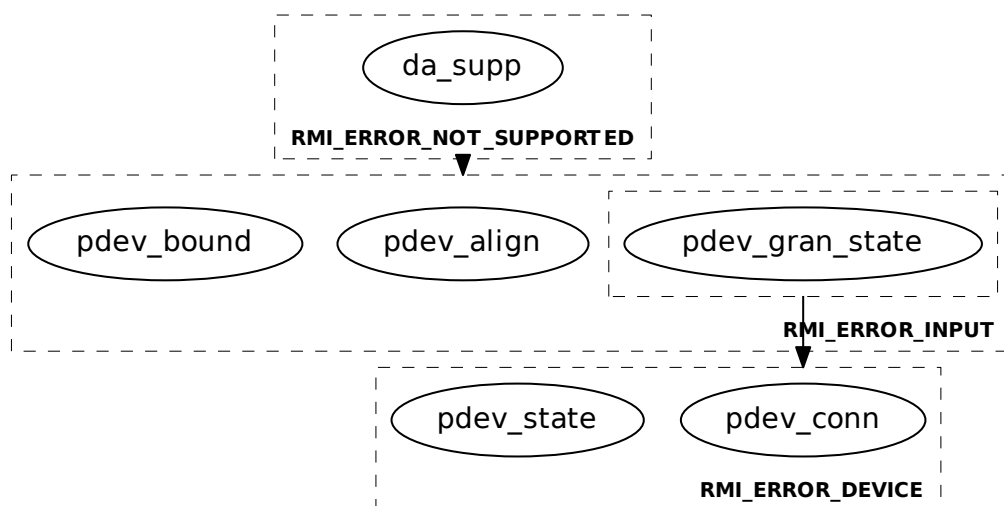 da_supp
RMI_ERROR_NOT_SUPPORTED
pdev_bound
pdev_align
pdev_gran_state
RMI_ERROR_INPUT
pdev_state
pdev_conn
RMI_ERROR_DEVICE